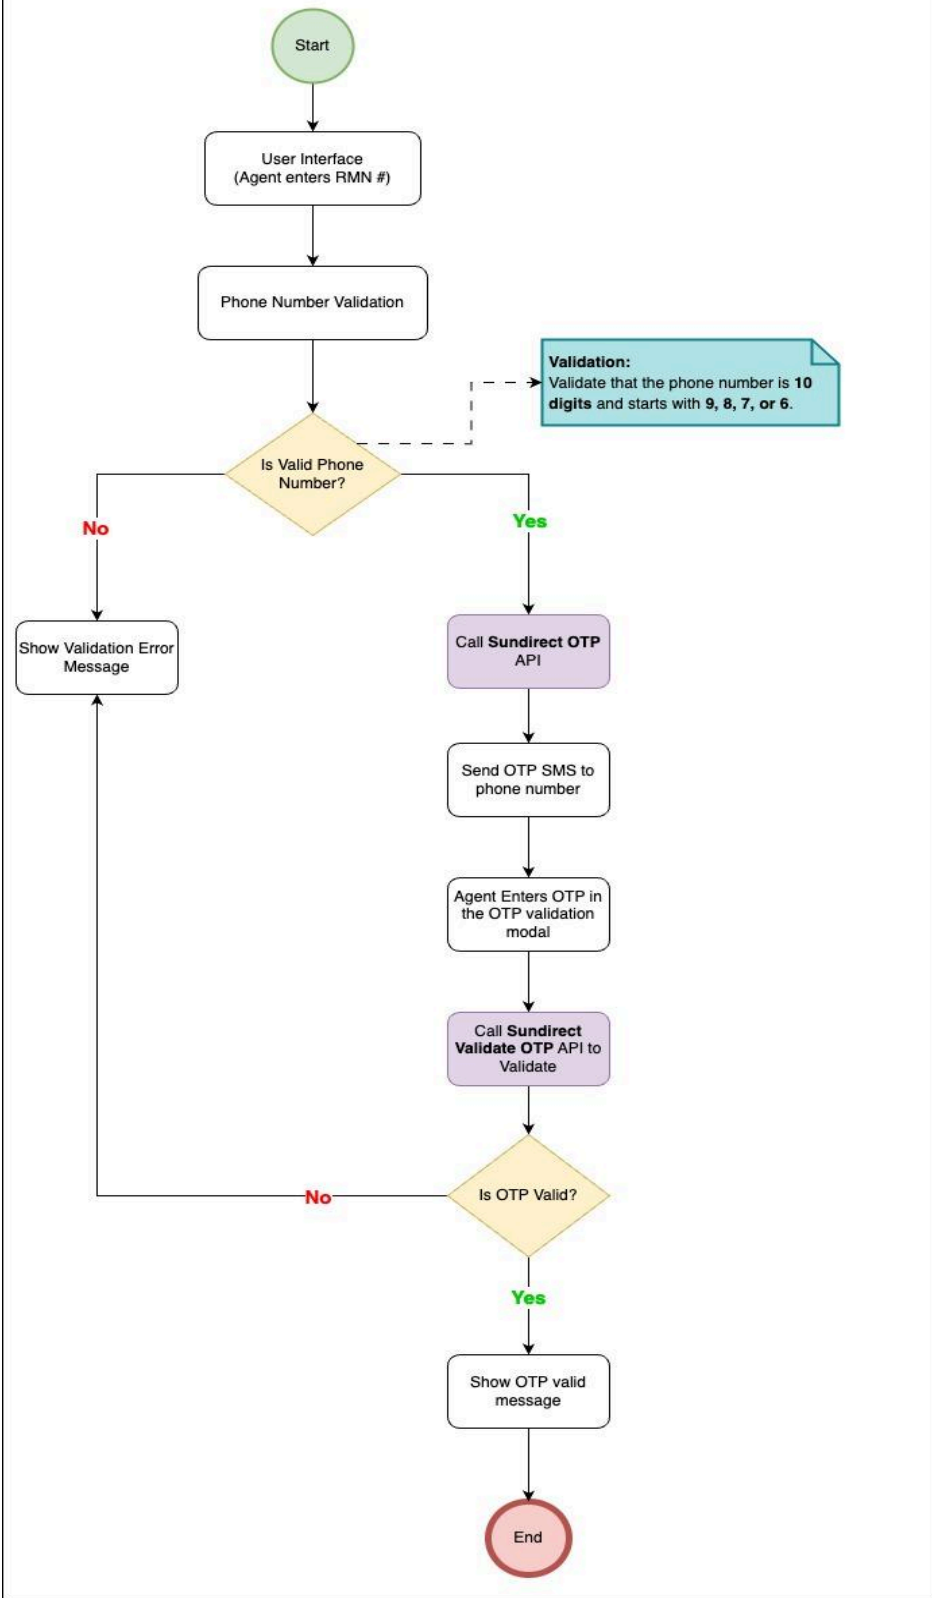 Start
User Interface
(Agent enters RMN #)
Phone Number Validation
Validation:
Validate that the phone number is 10
digits and starts with 9, 8, 7, or 6.
Is Valid Phone
Number?
No
Yes
Show Validation Error
Message
Call Sundirect OTP
API
Send OTP SMS to
phone number
Agent Enters OTP in
the OTP validation
modal
Call Sundirect
Validate OTP API to
Validate
Is OTP Valid?
No
Yes
Show OTP valid
message
End